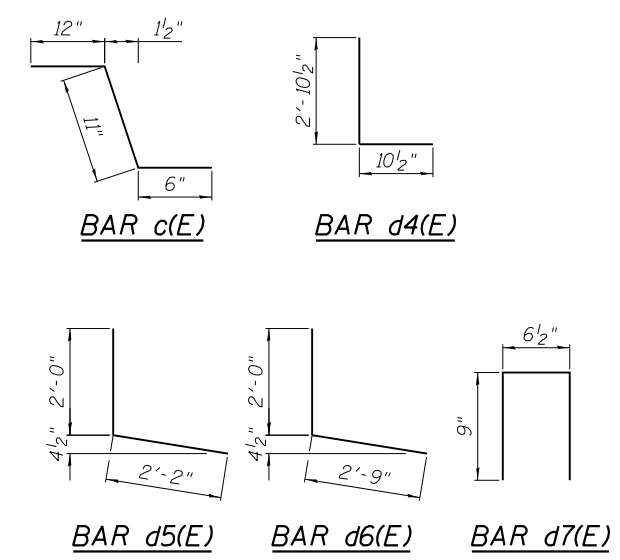 12" 1½"
11"
6"
BAR c(E)
2'-10½"
10½"
BAR d4(E)
2'-0"
4½"
2'-2"
BAR d5(E)
2'-0"
4½"
2'-9"
BAR d6(E)
6½"
9"
BAR d7(E)